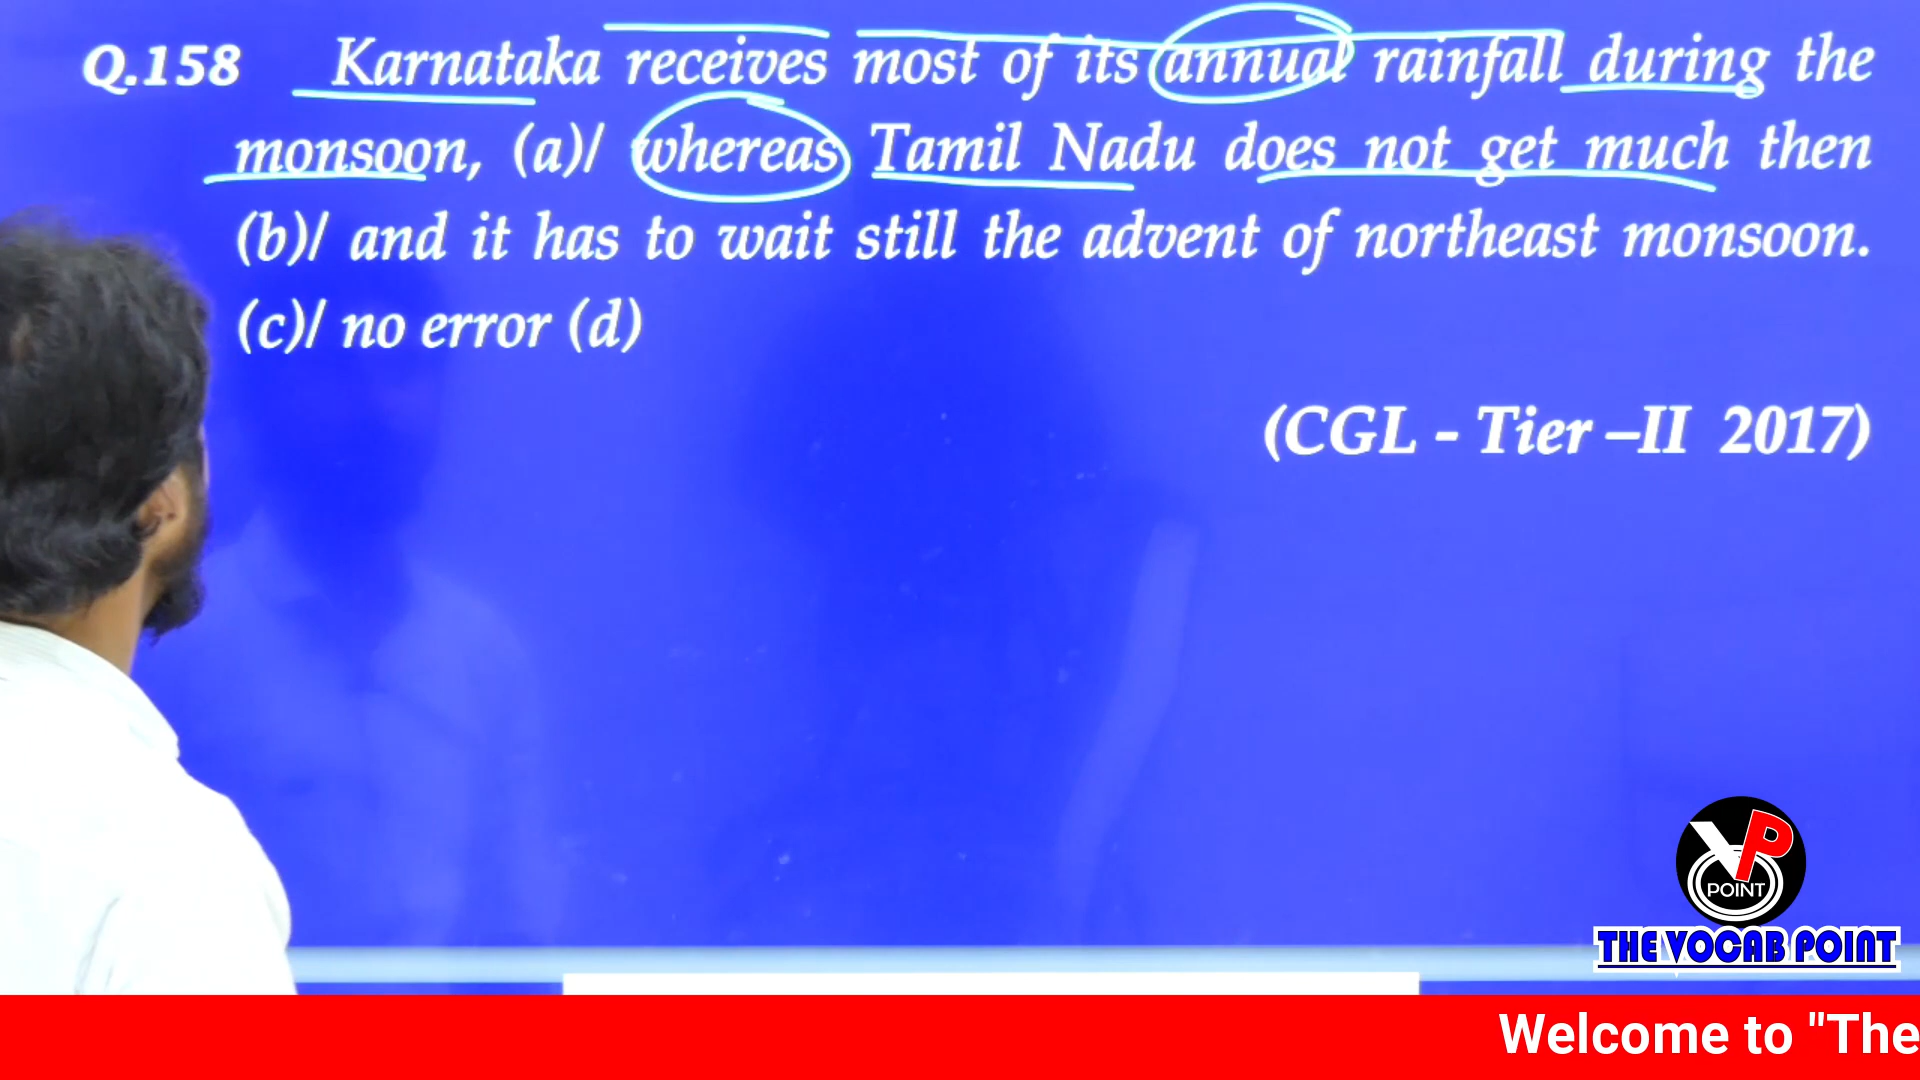 Q.158 Karnataka receives most of its annual rainfall during the
monsoon, (a)/ whereas Tamil Nadu does not get much then
(b)/ and it has to wait still the advent of northeast monsoon.
(c)/ no error (d)
(CGL - Tier –II 2017)
VP
POINT
THE VOCAB POINT
Welcome to "The